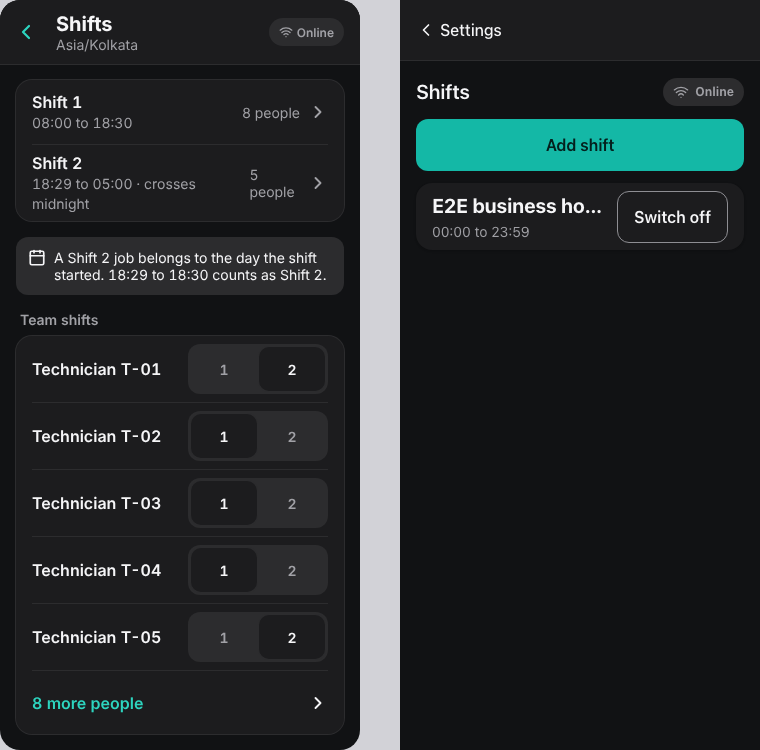 Shifts
Asia/Kolkata
Online
Shift 1
08:00 to 18:30
8 people
Shift 2
18:29 to 05:00 · crosses
midnight
5
people
A Shift 2 job belongs to the day the shift
started. 18:29 to 18:30 counts as Shift 2.
Team shifts
Technician T-01
1
2
Technician T-02
1
2
Technician T-03
1
2
Technician T-04
1
2
Technician T-05
1
2
8 more people
Settings
Shifts
Online
Add shift
E2E business ho...
00:00 to 23:59
Switch off